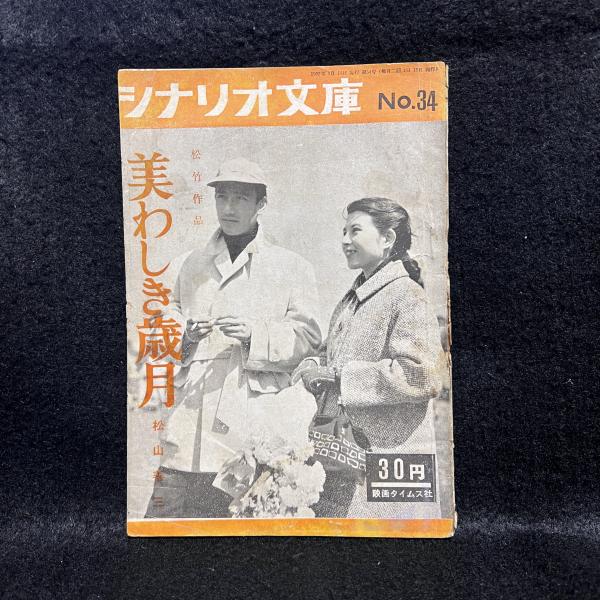 シナリオ文庫 No.34
松竹作品
美わしき歳月
松山善三
30円
映画タイムス社